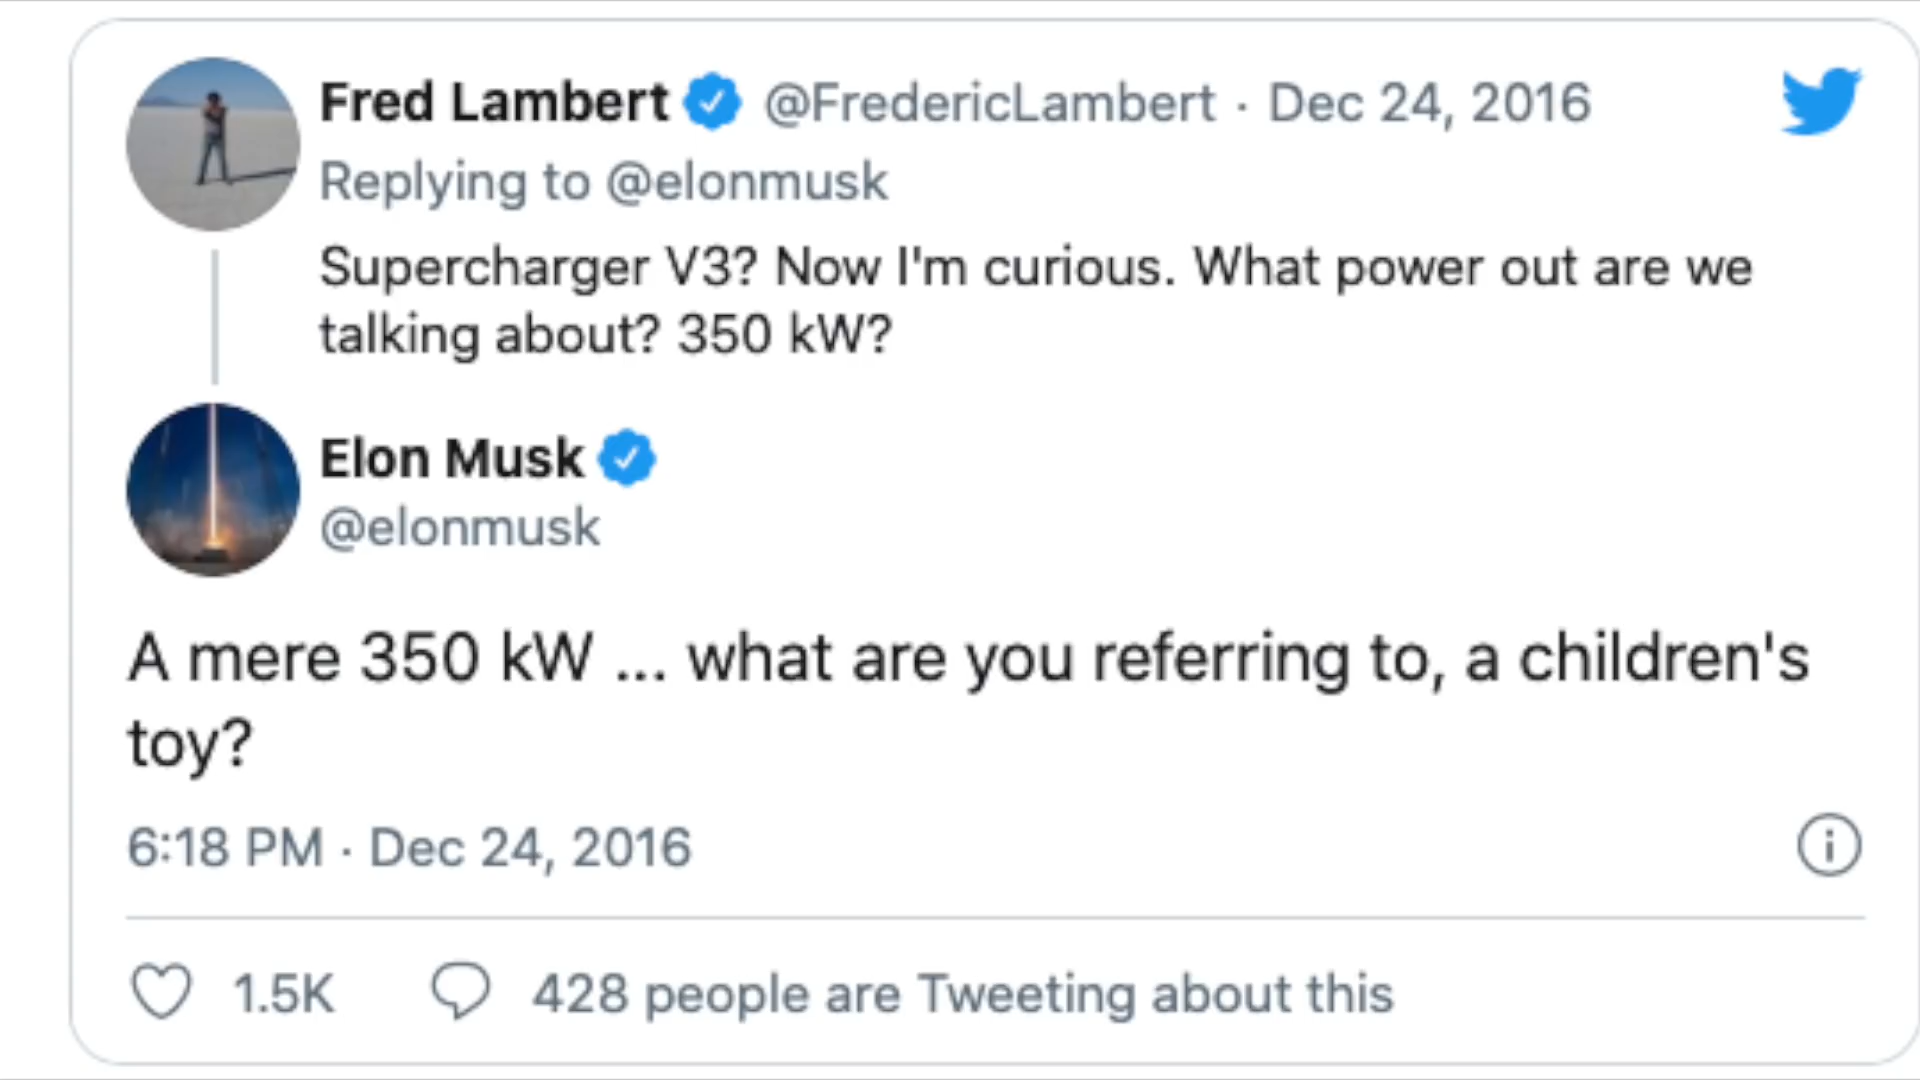 Fred Lambert @FredericLambert · Dec 24, 2016
Replying to @elonmusk
Supercharger V3? Now I'm curious. What power out are we
talking about? 350 kW?
Elon Musk
@elonmusk
A mere 350 kW ... what are you referring to, a children's
toy?
6:18 PM · Dec 24, 2016
1.5K 428 people are Tweeting about this